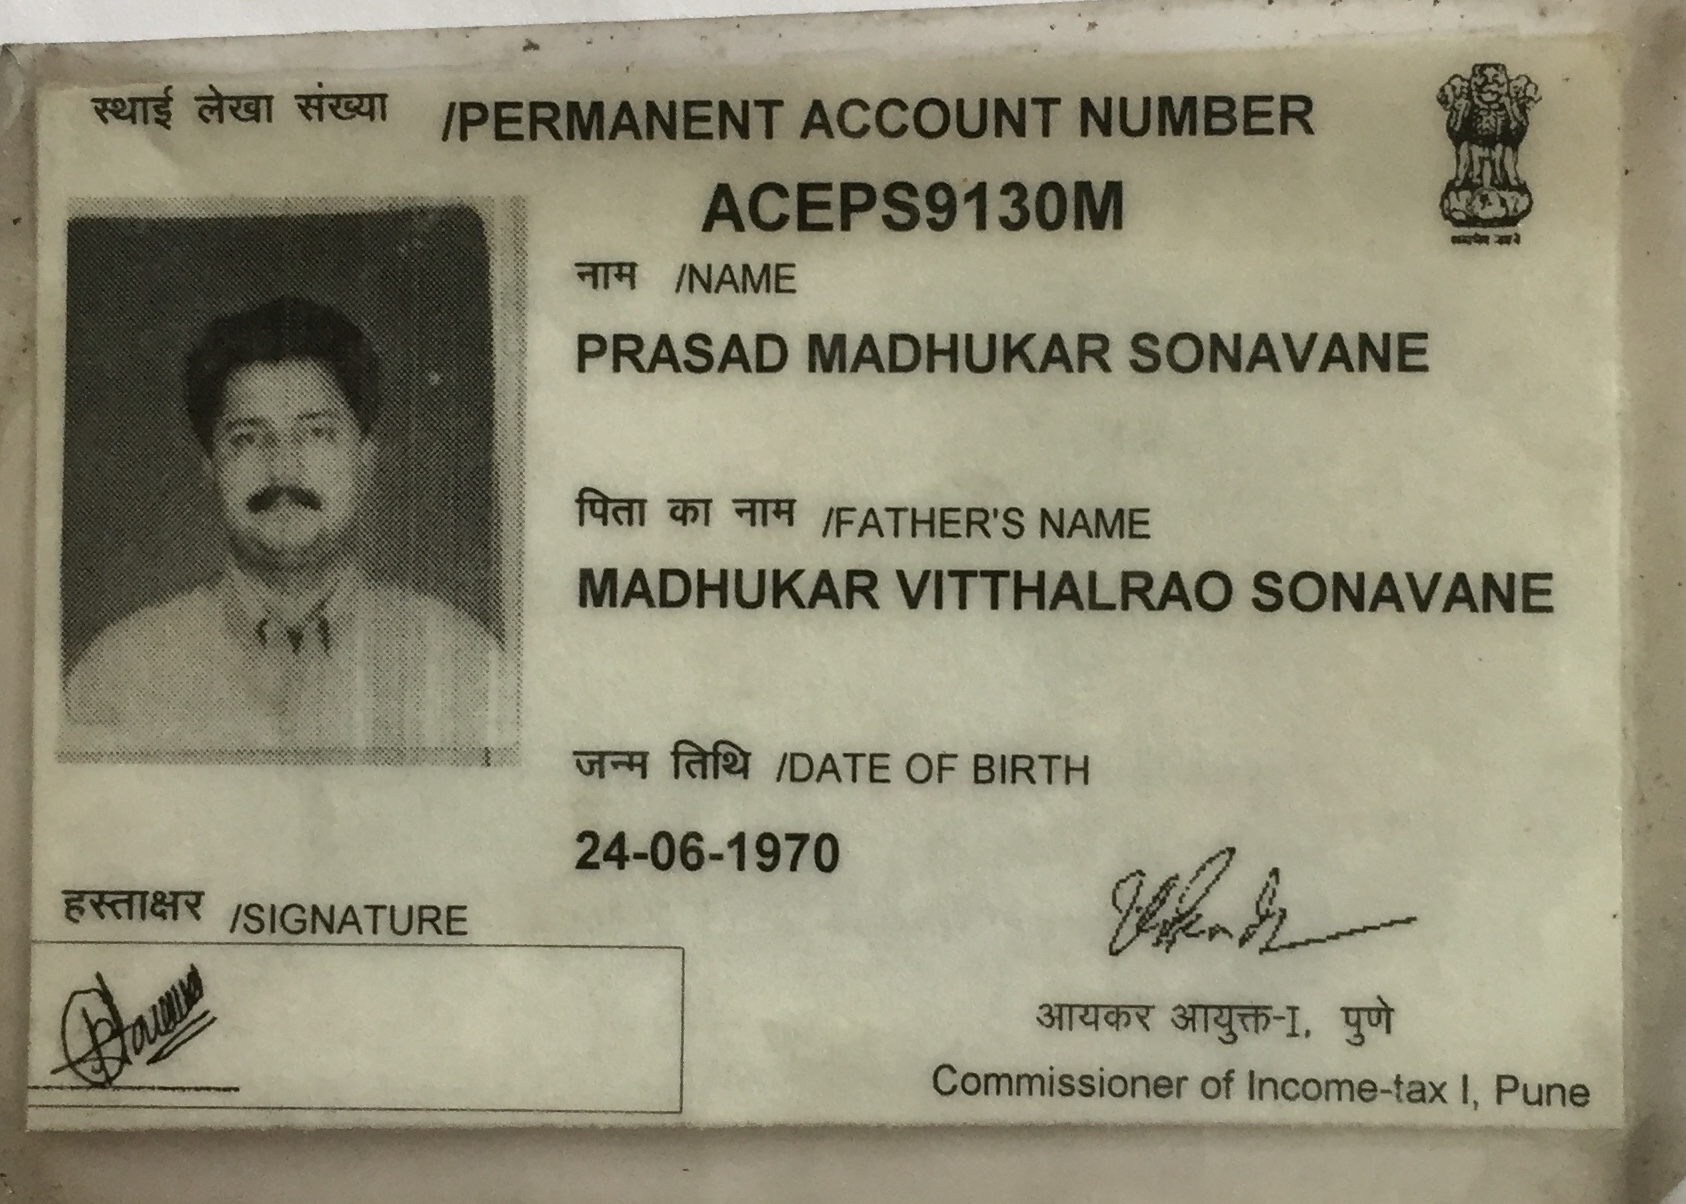 स्थाई लेखा संख्या /PERMANENT ACCOUNT NUMBER
ACEPS9130M
नाम /NAME
PRASAD MADHUKAR SONAVANE
पिता का नाम /FATHER'S NAME
MADHUKAR VITTHALRAO SONAVANE
जन्म तिथि /DATE OF BIRTH
24-06-1970
हस्ताक्षर /SIGNATURE
आयकर आयुक्त-I, पुणे
Commissioner of Income-tax I, Pune